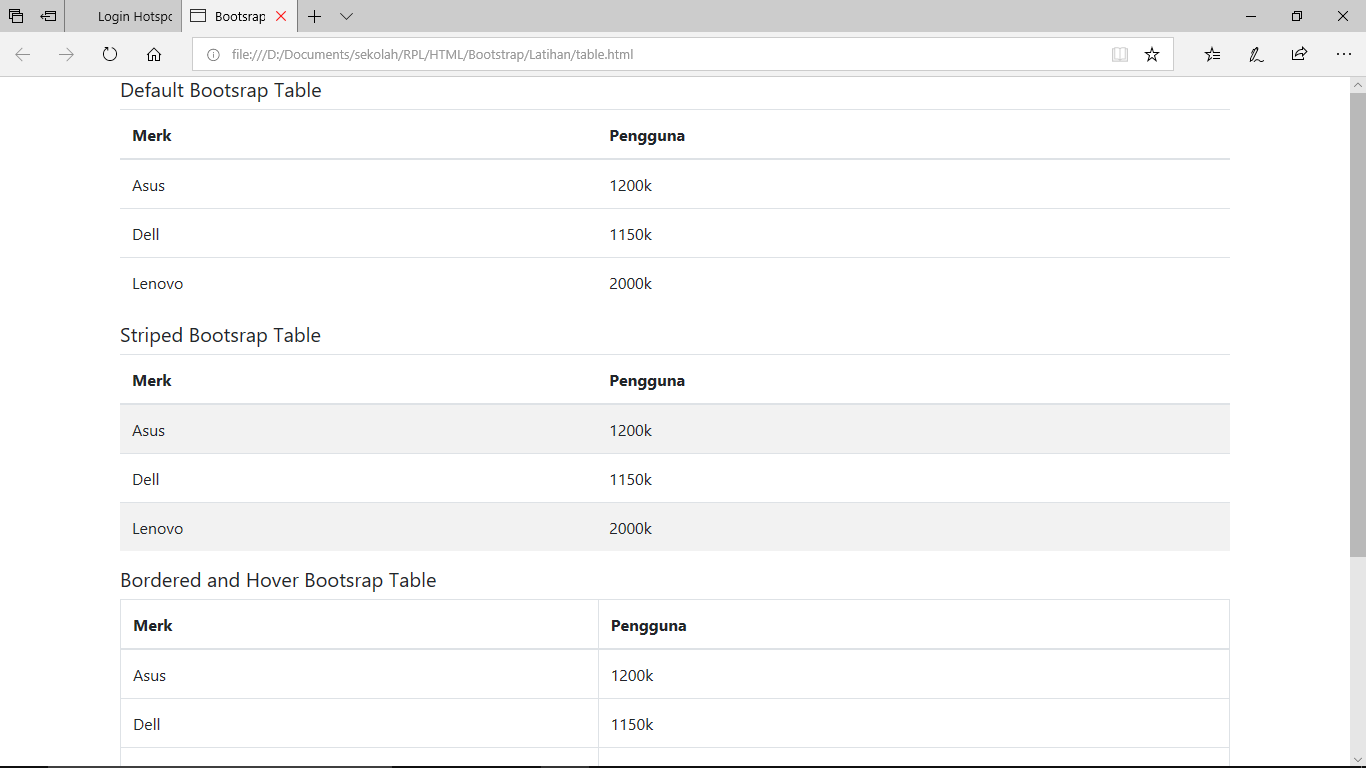 Login Hotspo
Bootsrap
file:///D:/Documents/sekolah/RPL/HTML/Bootstrap/Latihan/table.html
Default Bootsrap Table
Merk Pengguna
Asus 1200k
Dell 1150k
Lenovo 2000k
Striped Bootsrap Table
Merk Pengguna
Asus 1200k
Dell 1150k
Lenovo 2000k
Bordered and Hover Bootsrap Table
Merk Pengguna
Asus 1200k
Dell 1150k